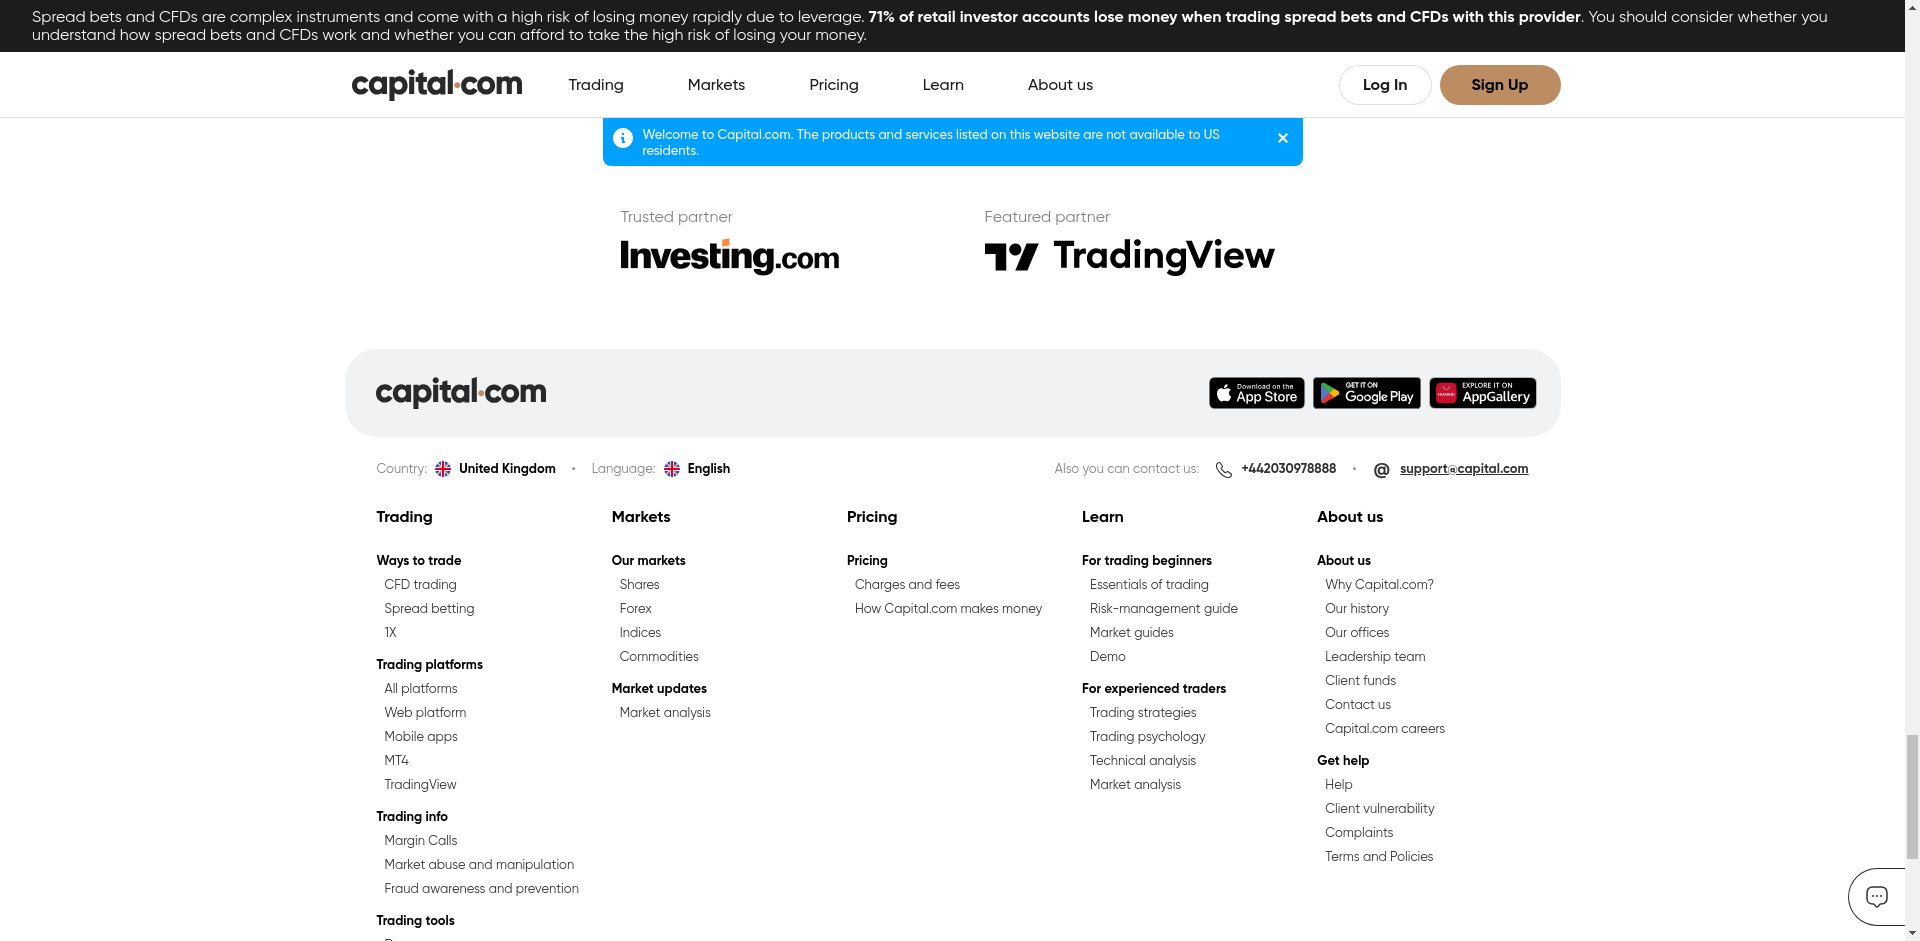 Spread bets and CFDs are complex instruments and come with a high risk of losing money rapidly due to leverage. 71% of retail investor accounts lose money when trading spread bets and CFDs with this provider. You should consider whether you
understand how spread bets and CFDs work and whether you can afford to take the high risk of losing your money.
capital.com
Trading
Markets
Pricing
Learn
About us
Log In
Sign Up
Welcome to Capital.com. The products and services listed on this website are not available to US
residents.
Trusted partner
Investing.com
Featured partner
TradingView
capital.com
Download on the
App Store
GET IT ON
Google Play
HUAWEI
EXPLORE IT ON
AppGallery
Country: United Kingdom • Language: English
Also you can contact us: +442030978888 • @ support@capital.com
Trading
Ways to trade
CFD trading
Spread betting
1X
Trading platforms
All platforms
Web platform
Mobile apps
MT4
TradingView
Trading info
Margin Calls
Market abuse and manipulation
Fraud awareness and prevention
Trading tools
Markets
Our markets
Shares
Forex
Indices
Commodities
Market updates
Market analysis
Pricing
Pricing
Charges and fees
How Capital.com makes money
Learn
For trading beginners
Essentials of trading
Risk-management guide
Market guides
Demo
For experienced traders
Trading strategies
Trading psychology
Technical analysis
Market analysis
About us
About us
Why Capital.com?
Our history
Our offices
Leadership team
Client funds
Contact us
Capital.com careers
Get help
Help
Client vulnerability
Complaints
Terms and Policies